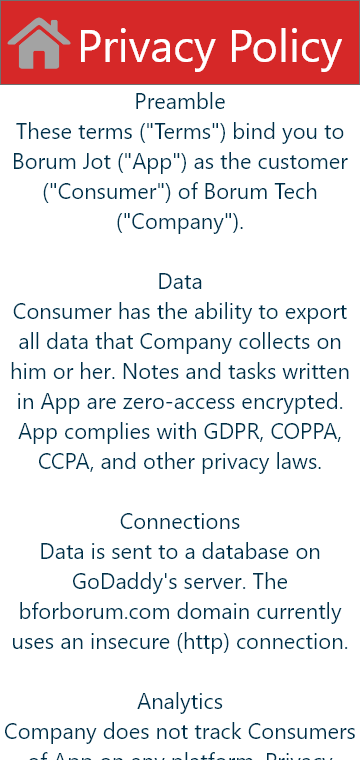 Privacy Policy
Preamble
These terms ("Terms") bind you to
Borum Jot ("App") as the customer
("Consumer") of Borum Tech
("Company").
Data
Consumer has the ability to export
all data that Company collects on
him or her. Notes and tasks written
in App are zero-access encrypted.
App complies with GDPR, COPPA,
CCPA, and other privacy laws.
Connections
Data is sent to a database on
GoDaddy's server. The
bforborum.com domain currently
uses an insecure (http) connection.
Analytics
Company does not track Consumers
of App on any platform. Privacy